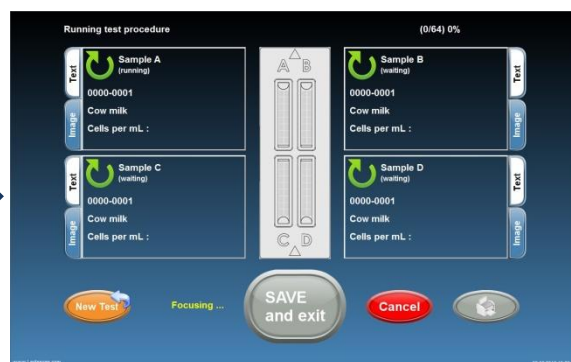 Running test procedure
(0/64) 0%
Text
Image
Sample A
(running)
0000-0001
Cow milk
Cells per mL :
A B
Sample B
(waiting)
0000-0001
Cow milk
Cells per mL :
Text
Image
Text
Image
Sample C
(waiting)
0000-0001
Cow milk
Cells per mL :
C D
Sample D
(waiting)
0000-0001
Cow milk
Cells per mL :
Text
Image
New Test
Focusing ...
SAVE
and exit
Cancel